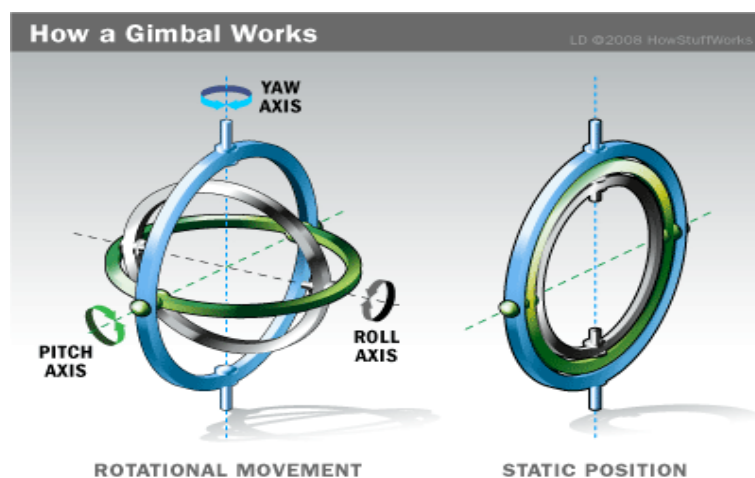 How a Gimbal Works
LD ©2008 HowStuffWorks
YAW
AXIS
PITCH
AXIS
ROLL
AXIS
ROTATIONAL MOVEMENT
STATIC POSITION